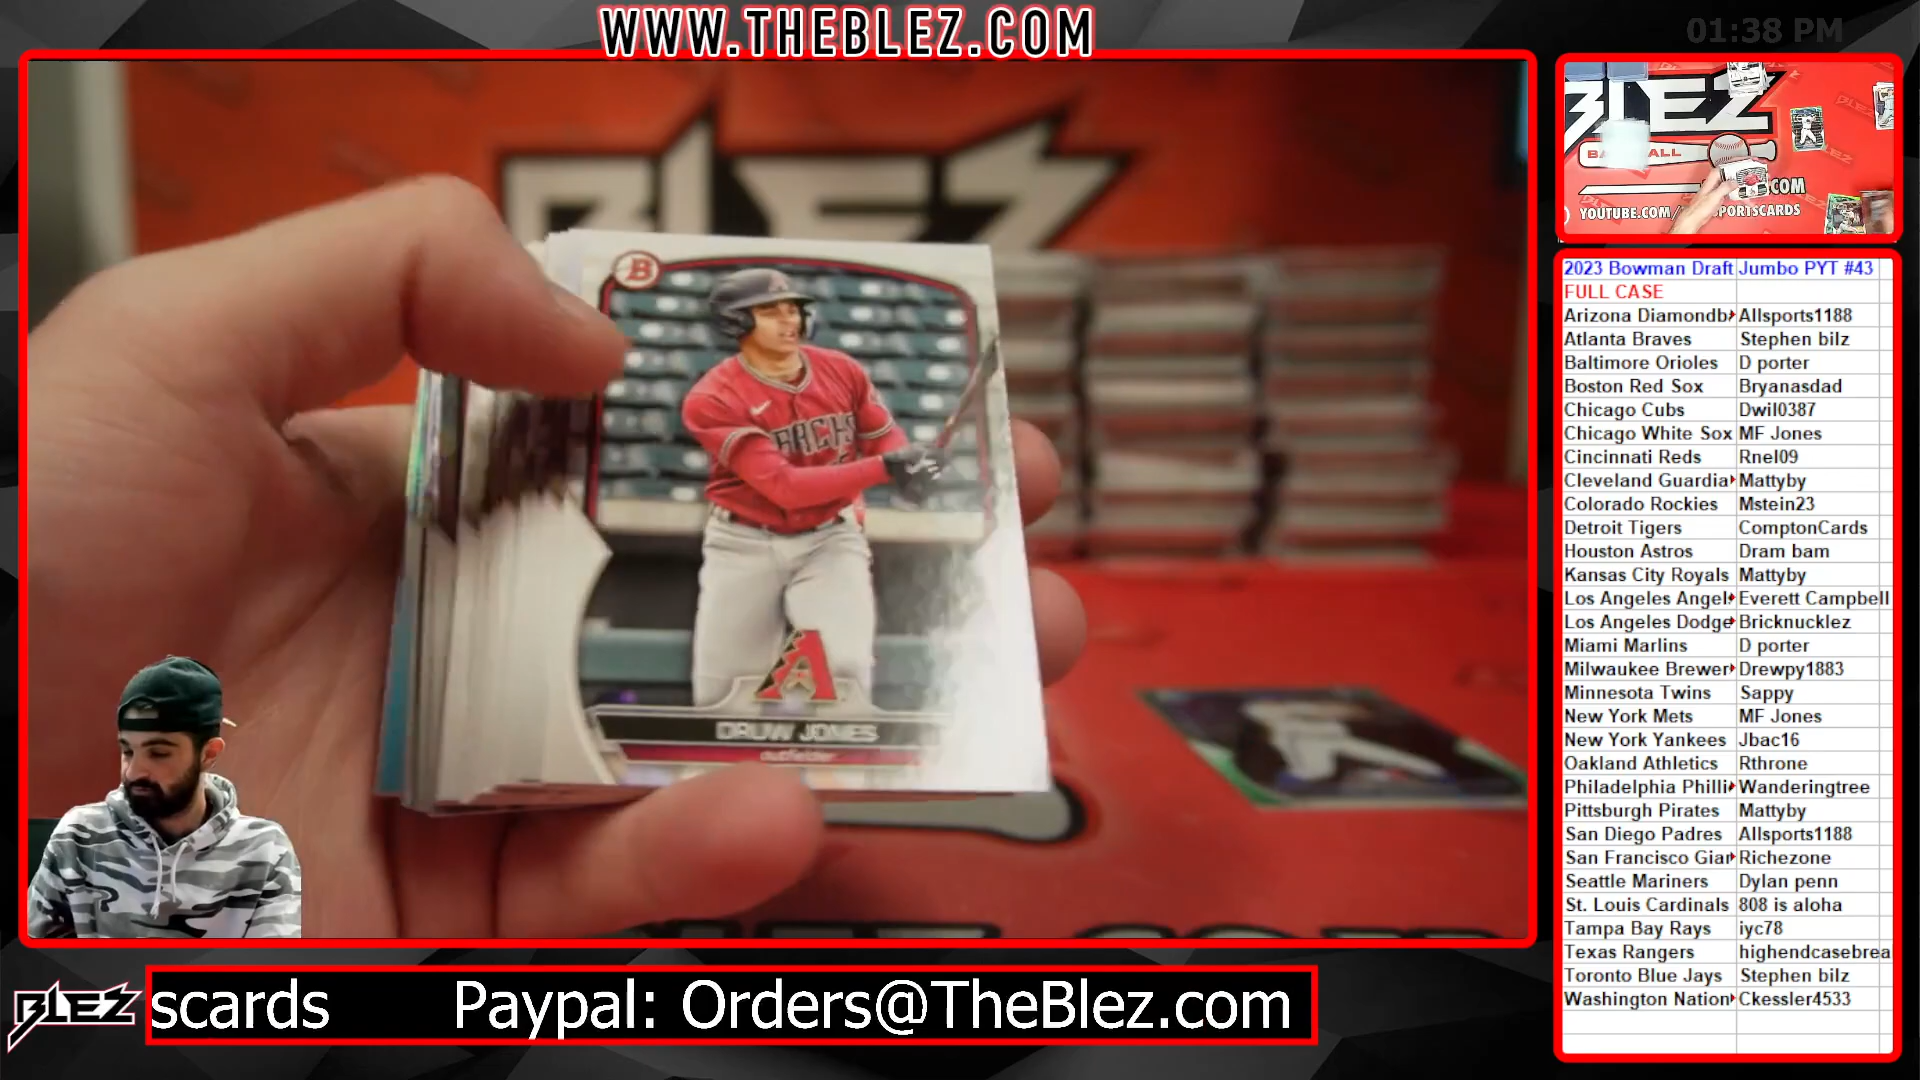 WWW.THEBLEZ.COM
01:38 PM
BLEZ
B
ARCHS
A
DRUW JONES
outfielder
BLEZ
YOUTUBE.COM/
SPORTSCARDS
.COM
2023 Bowman Draft Jumbo PYT #43
FULL CASE
Arizona Diamondb Allsports1188
Atlanta Braves Stephen bilz
Baltimore Orioles D porter
Boston Red Sox Bryanasdad
Chicago Cubs Dwil0387
Chicago White Sox MF Jones
Cincinnati Reds Rnel09
Cleveland Guardia Mattyby
Colorado Rockies Mstein23
Detroit Tigers ComptonCards
Houston Astros Dram bam
Kansas City Royals Mattyby
Los Angeles Angel Everett Campbell
Los Angeles Dodge Bricknucklez
Miami Marlins D porter
Milwaukee Brewer Drewpy1883
Minnesota Twins Sappy
New York Mets MF Jones
New York Yankees Jbac16
Oakland Athletics Rthrone
Philadelphia Philli Wanderingtree
Pittsburgh Pirates Mattyby
San Diego Padres Allsports1188
San Francisco Giar Richezone
Seattle Mariners Dylan penn
St. Louis Cardinals 808 is aloha
Tampa Bay Rays iyc78
Texas Rangers highendcasebrea
Toronto Blue Jays Stephen bilz
Washington Nation Ckessler4533
BLEZ
scards Paypal: Orders@TheBlez.com